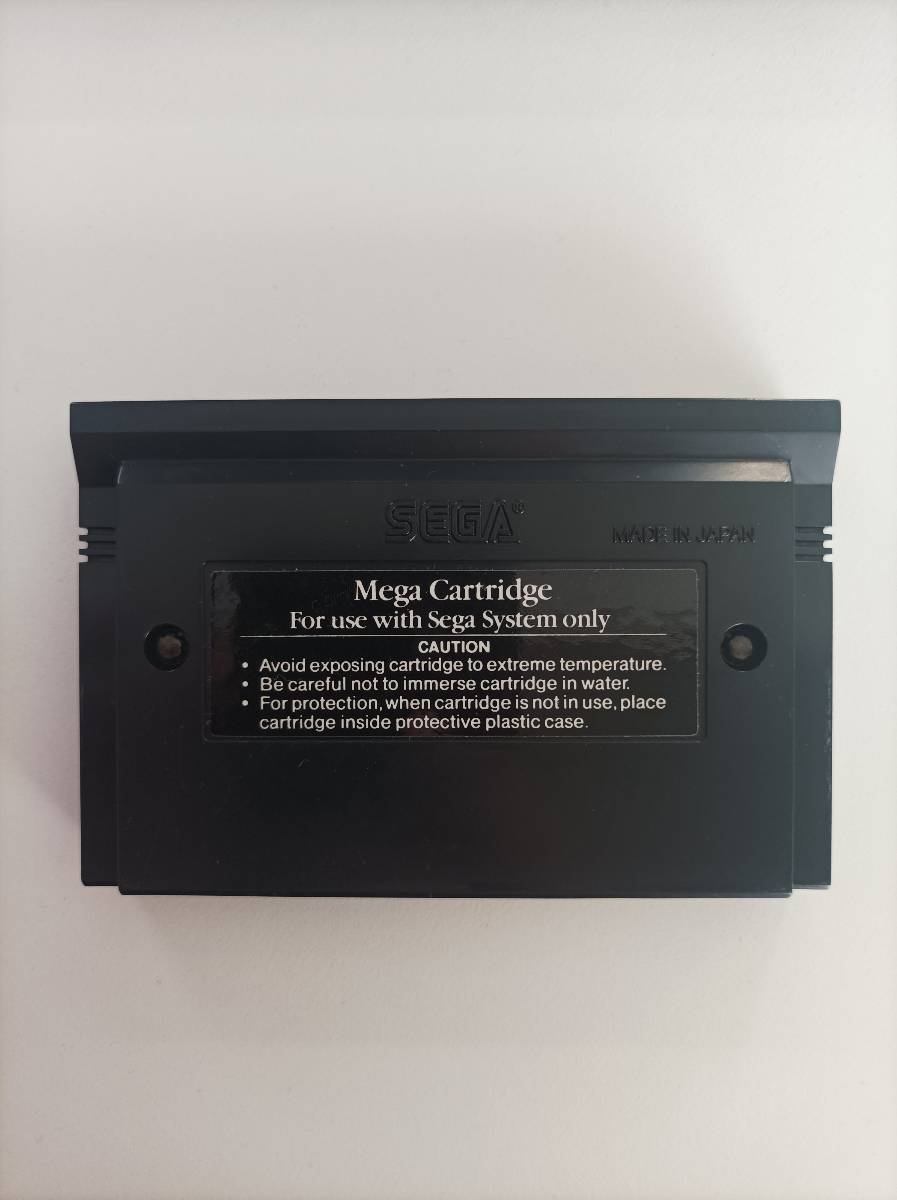 SEGA®
MADE IN JAPAN
Mega Cartridge
For use with Sega System only
CAUTION
• Avoid exposing cartridge to extreme temperature.
• Be careful not to immerse cartridge in water.
• For protection, when cartridge is not in use, place
cartridge inside protective plastic case.